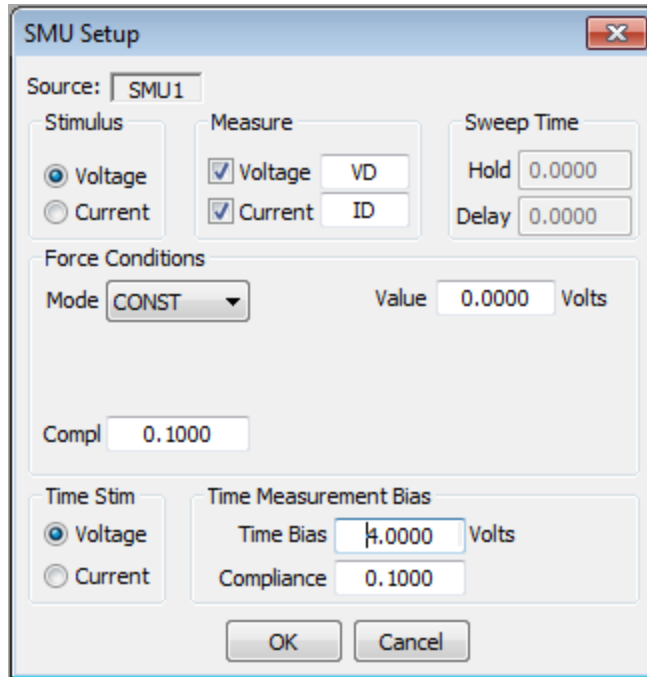 SMU Setup
Source: SMU1
Stimulus
Voltage
Current
Measure
Voltage VD
Current ID
Sweep Time
Hold 0.0000
Delay 0.0000
Force Conditions
Mode CONST
Value 0.0000 Volts
Compl 0.1000
Time Stim
Voltage
Current
Time Measurement Bias
Time Bias 4.0000 Volts
Compliance 0.1000
OK
Cancel